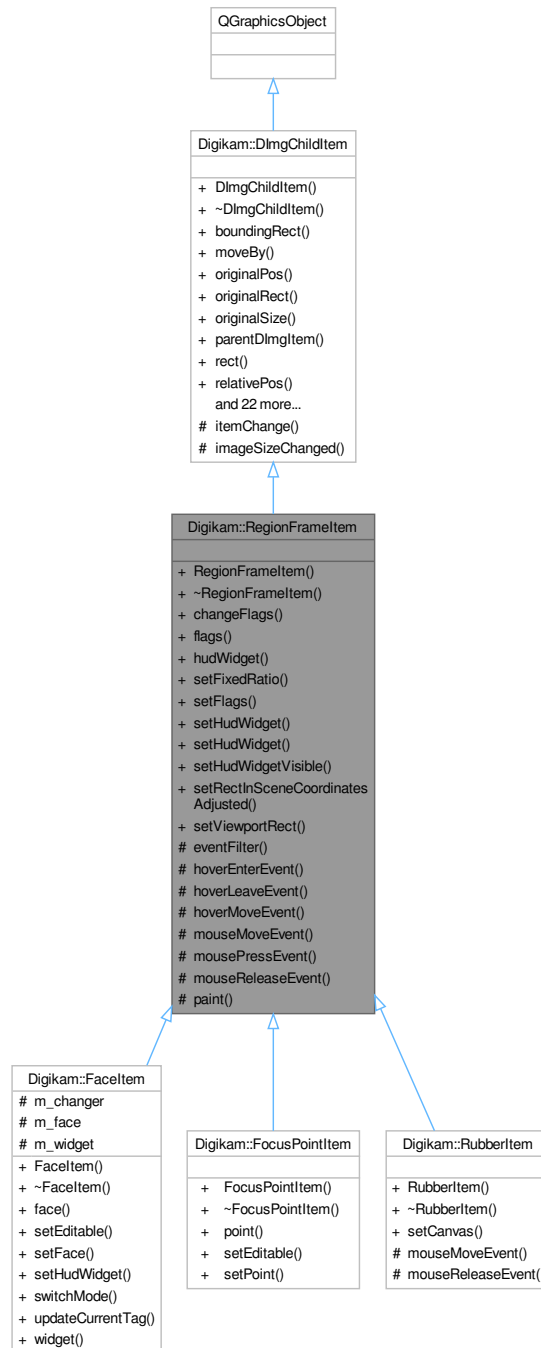 QGraphicsObject
Digikam::DImgChildItem
+ DImgChildItem()
+ ~DImgChildItem()
+ boundingRect()
+ moveBy()
+ originalPos()
+ originalRect()
+ originalSize()
+ parentDImgItem()
+ rect()
+ relativePos()
and 22 more...
# itemChange()
# imageSizeChanged()
Digikam::RegionFrameItem
+ RegionFrameItem()
+ ~RegionFrameItem()
+ changeFlags()
+ flags()
+ hudWidget()
+ setFixedRatio()
+ setFlags()
+ setHudWidget()
+ setHudWidget()
+ setHudWidgetVisible()
+ setRectInSceneCoordinates
Adjusted()
+ setViewportRect()
# eventFilter()
# hoverEnterEvent()
# hoverLeaveEvent()
# hoverMoveEvent()
# mouseMoveEvent()
# mousePressEvent()
# mouseReleaseEvent()
# paint()
Digikam::FaceItem
# m_changer
# m_face
# m_widget
+ FaceItem()
+ ~FaceItem()
+ face()
+ setEditable()
+ setFace()
+ setHudWidget()
+ switchMode()
+ updateCurrentTag()
+ widget()
Digikam::FocusPointItem
+ FocusPointItem()
+ ~FocusPointItem()
+ point()
+ setEditable()
+ setPoint()
Digikam::RubberItem
+ RubberItem()
+ ~RubberItem()
+ setCanvas()
# mouseMoveEvent()
# mouseReleaseEvent()